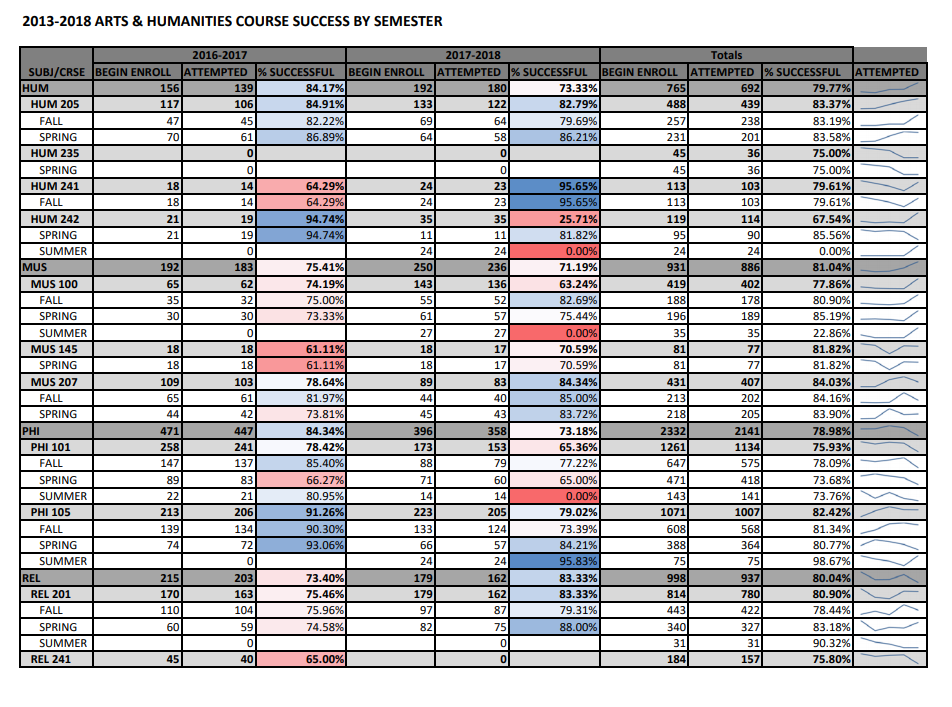 2013-2018 ARTS & HUMANITIES COURSE SUCCESS BY SEMESTER
2016-2017 2017-2018 Totals
SUBJ/CRSE BEGIN ENROLL ATTEMPTED % SUCCESSFUL BEGIN ENROLL ATTEMPTED % SUCCESSFUL BEGIN ENROLL ATTEMPTED % SUCCESSFUL ATTEMPTED
HUM 156 139 84.17% 192 180 73.33% 765 692 79.77%
HUM 205 117 106 84.91% 133 122 82.79% 488 439 83.37%
FALL 47 45 82.22% 69 64 79.69% 257 238 83.19%
SPRING 70 61 86.89% 64 58 86.21% 231 201 83.58%
HUM 235 0 0 45 36 75.00%
SPRING 0 0 45 36 75.00%
HUM 241 18 14 64.29% 24 23 95.65% 113 103 79.61%
FALL 18 14 64.29% 24 23 95.65% 113 103 79.61%
HUM 242 21 19 94.74% 35 35 25.71% 119 114 67.54%
SPRING 21 19 94.74% 11 11 81.82% 95 90 85.56%
SUMMER 0 24 24 0.00% 24 24 0.00%
MUS 192 183 75.41% 250 236 71.19% 931 886 81.04%
MUS 100 65 62 74.19% 143 136 63.24% 419 402 77.86%
FALL 35 32 75.00% 55 52 82.69% 188 178 80.90%
SPRING 30 30 73.33% 61 57 75.44% 196 189 85.19%
SUMMER 0 27 27 0.00% 35 35 22.86%
MUS 145 18 18 61.11% 18 17 70.59% 81 77 81.82%
SPRING 18 18 61.11% 18 17 70.59% 81 77 81.82%
MUS 207 109 103 78.64% 89 83 84.34% 431 407 84.03%
FALL 65 61 81.97% 44 40 85.00% 213 202 84.16%
SPRING 44 42 73.81% 45 43 83.72% 218 205 83.90%
PHI 471 447 84.34% 396 358 73.18% 2332 2141 78.98%
PHI 101 258 241 78.42% 173 153 65.36% 1261 1134 75.93%
FALL 147 137 85.40% 88 79 77.22% 647 575 78.09%
SPRING 89 83 66.27% 71 60 65.00% 471 418 73.68%
SUMMER 22 21 80.95% 14 14 0.00% 143 141 73.76%
PHI 105 213 206 91.26% 223 205 79.02% 1071 1007 82.42%
FALL 139 134 90.30% 133 124 73.39% 608 568 81.34%
SPRING 74 72 93.06% 66 57 84.21% 388 364 80.77%
SUMMER 0 24 24 95.83% 75 75 98.67%
REL 215 203 73.40% 179 162 83.33% 998 937 80.04%
REL 201 170 163 75.46% 179 162 83.33% 814 780 80.90%
FALL 110 104 75.96% 97 87 79.31% 443 422 78.44%
SPRING 60 59 74.58% 82 75 88.00% 340 327 83.18%
SUMMER 0 0 31 31 90.32%
REL 241 45 40 65.00% 0 184 157 75.80%